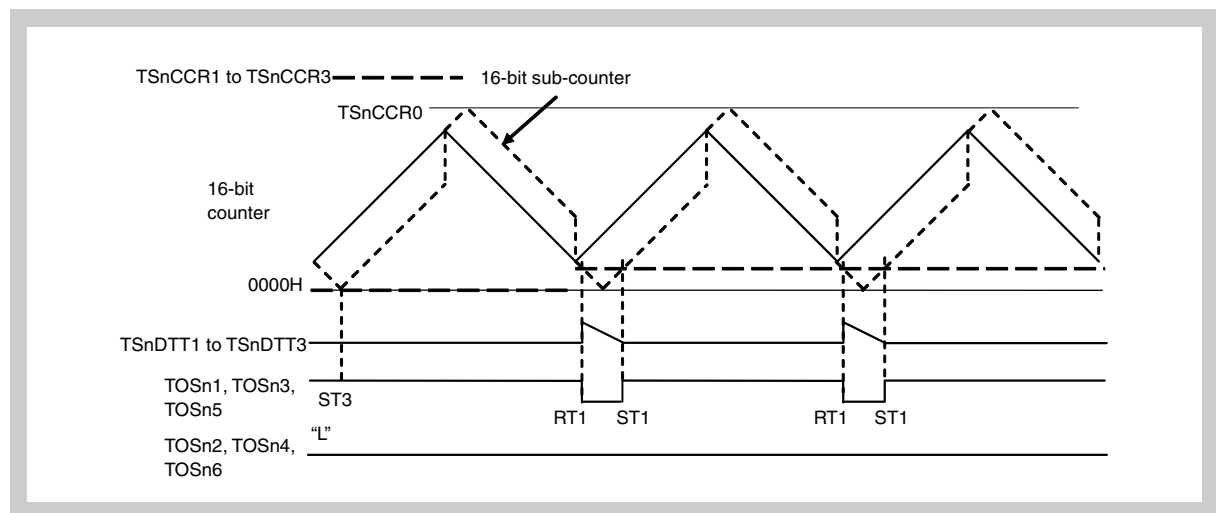 TSnCCR1 to TSnCCR3
16-bit sub-counter
TSnCCR0
16-bit
counter
0000H
TSnDTT1 to TSnDTT3
TOSn1, TOSn3,
TOSn5
ST3
RT1
ST1
RT1
ST1
“L”
TOSn2, TOSn4,
TOSn6